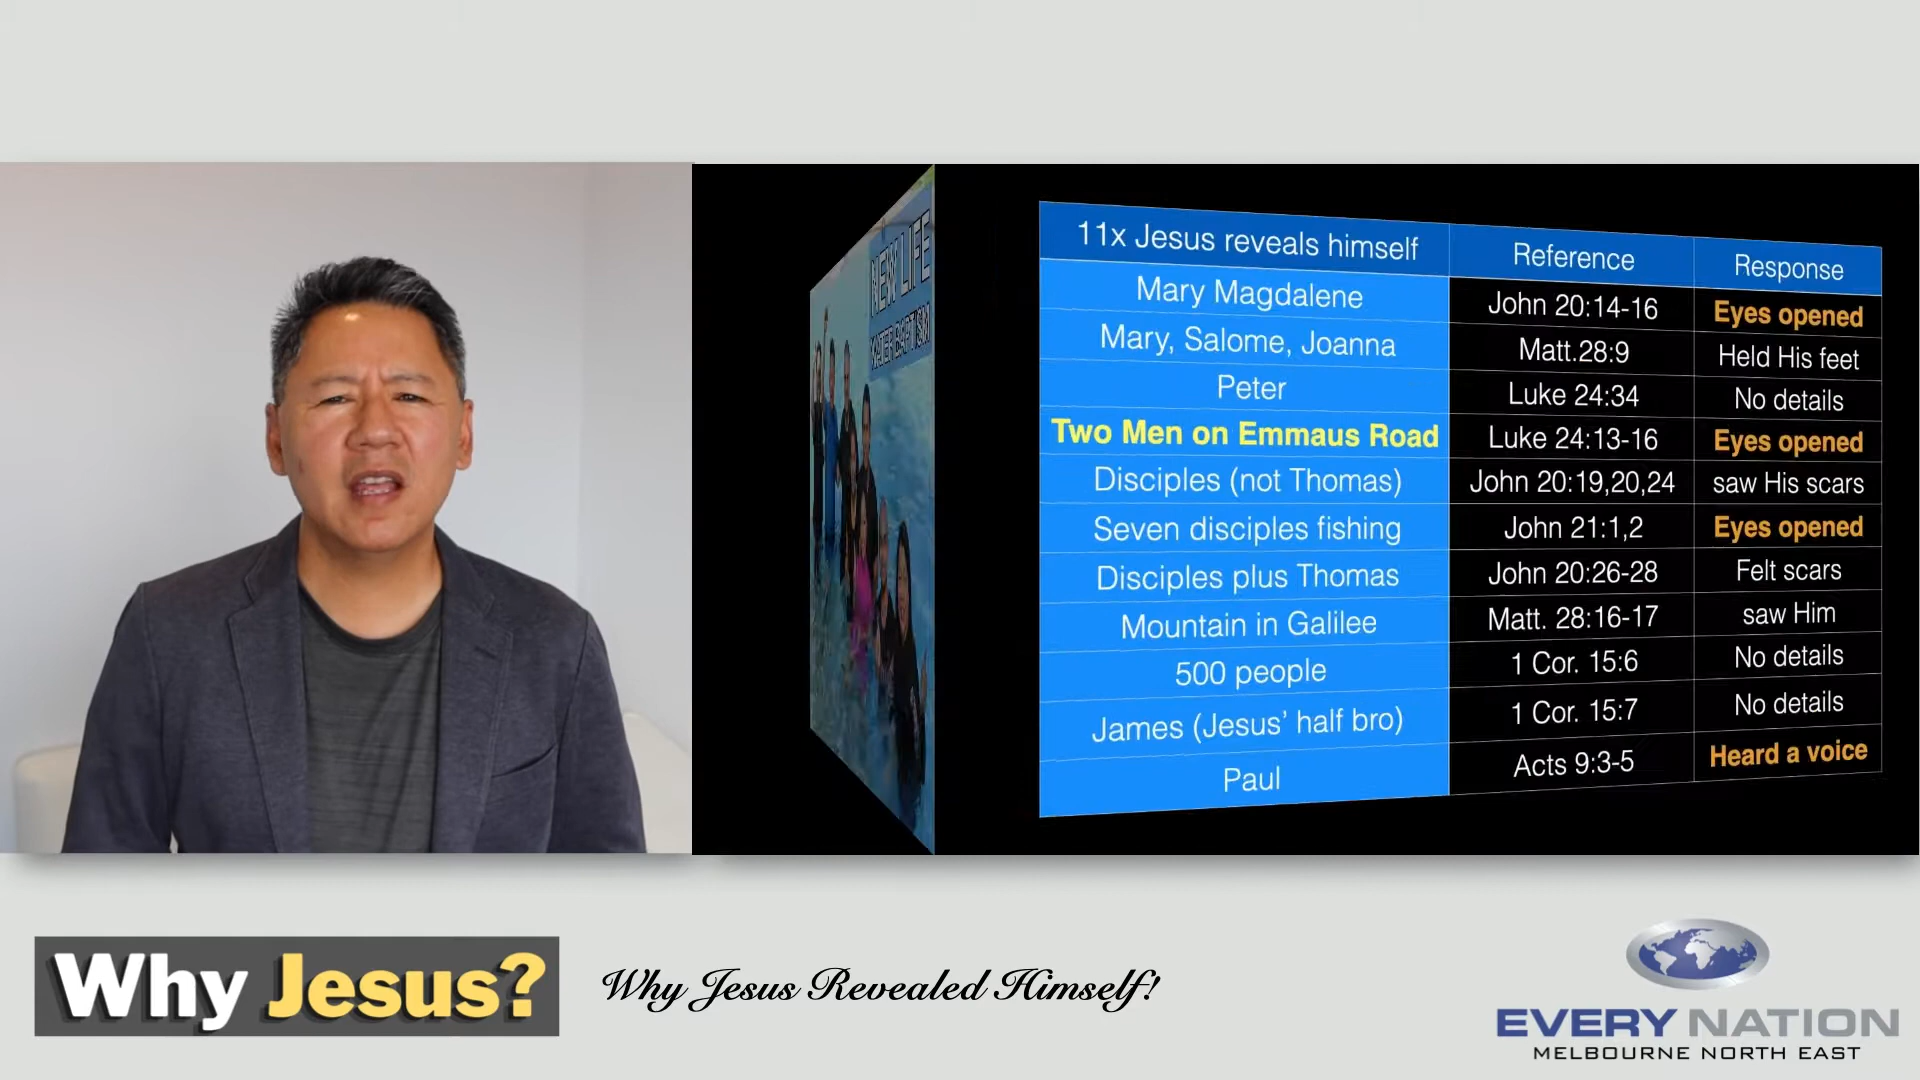 NEW LIFE
WATER BAPTISM
11x Jesus reveals himself Reference Response
Mary Magdalene John 20:14-16 Eyes opened
Mary, Salome, Joanna Matt.28:9 Held His feet
Peter Luke 24:34 No details
Two Men on Emmaus Road Luke 24:13-16 Eyes opened
Disciples (not Thomas) John 20:19,20,24 saw His scars
Seven disciples fishing John 21:1,2 Eyes opened
Disciples plus Thomas John 20:26-28 Felt scars
Mountain in Galilee Matt. 28:16-17 saw Him
500 people 1 Cor. 15:6 No details
James (Jesus’ half bro) 1 Cor. 15:7 No details
Paul Acts 9:3-5 Heard a voice
Why Jesus?
Why Jesus Revealed Himself!
EVERY NATION
MELBOURNE NORTH EAST